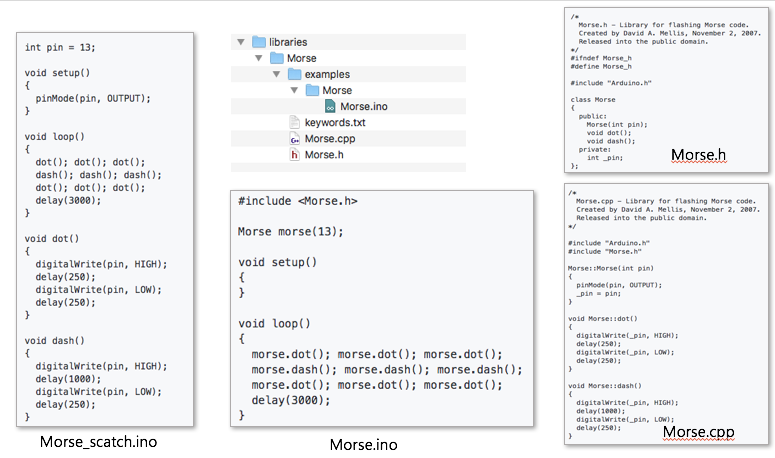 int pin = 13;
void setup()
{
pinMode(pin, OUTPUT);
}
void loop()
{
dot(); dot(); dot();
dash(); dash(); dash();
dot(); dot(); dot();
delay(3000);
}
void dot()
{
digitalWrite(pin, HIGH);
delay(250);
digitalWrite(pin, LOW);
delay(250);
}
void dash()
{
digitalWrite(pin, HIGH);
delay(1000);
digitalWrite(pin, LOW);
delay(250);
}
Morse_scatch.ino
libraries
Morse
examples
Morse
Morse.ino
keywords.txt
Morse.cpp
Morse.h
#include <Morse.h>
Morse morse(13);
void setup()
{
}
void loop()
{
morse.dot(); morse.dot(); morse.dot();
morse.dash(); morse.dash(); morse.dash();
morse.dot(); morse.dot(); morse.dot();
delay(3000);
}
Morse.ino
/*
Morse.h - Library for flashing Morse code.
Created by David A. Mellis, November 2, 2007.
Released into the public domain.
*/
#ifndef Morse_h
#define Morse_h
#include "Arduino.h"
class Morse
{
public:
Morse(int pin);
void dot();
void dash();
private:
int _pin;
};
Morse.h
/*
Morse.cpp - Library for flashing Morse code.
Created by David A. Mellis, November 2, 2007.
Released into the public domain.
*/
#include "Arduino.h"
#include "Morse.h"
Morse::Morse(int pin)
{
pinMode(pin, OUTPUT);
_pin = pin;
}
void Morse::dot()
{
digitalWrite(_pin, HIGH);
delay(250);
digitalWrite(_pin, LOW);
delay(250);
}
void Morse::dash()
{
digitalWrite(_pin, HIGH);
delay(1000);
digitalWrite(_pin, LOW);
delay(250);
}
Morse.cpp